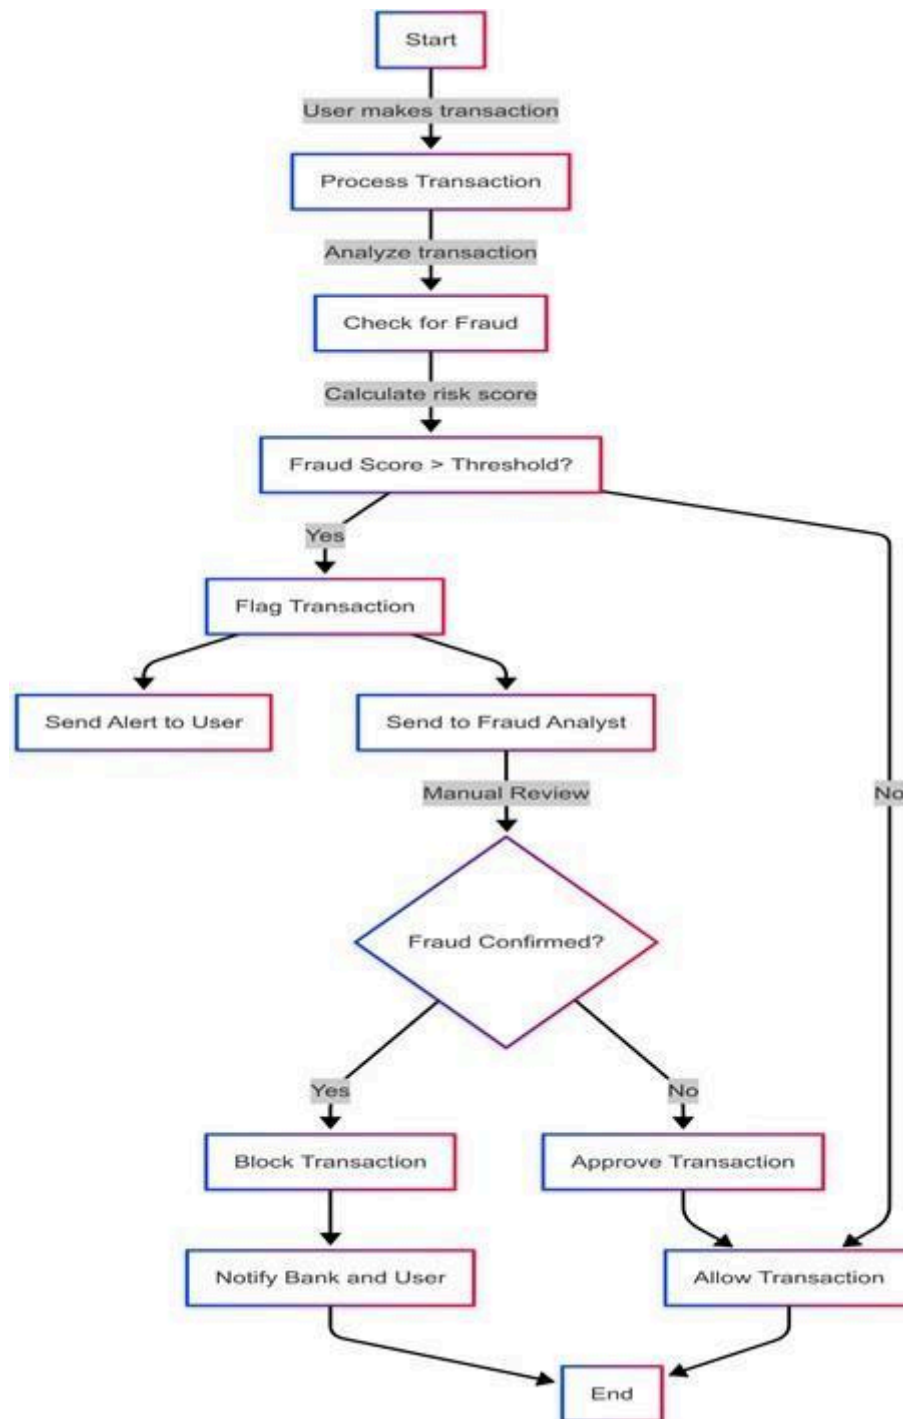 Start
User makes transaction
Process Transaction
Analyze transaction
Check for Fraud
Calculate risk score
Fraud Score > Threshold?
Yes
Flag Transaction
Send Alert to User
Send to Fraud Analyst
Manual Review
No
Fraud Confirmed?
Yes
No
Block Transaction
Approve Transaction
Notify Bank and User
Allow Transaction
End